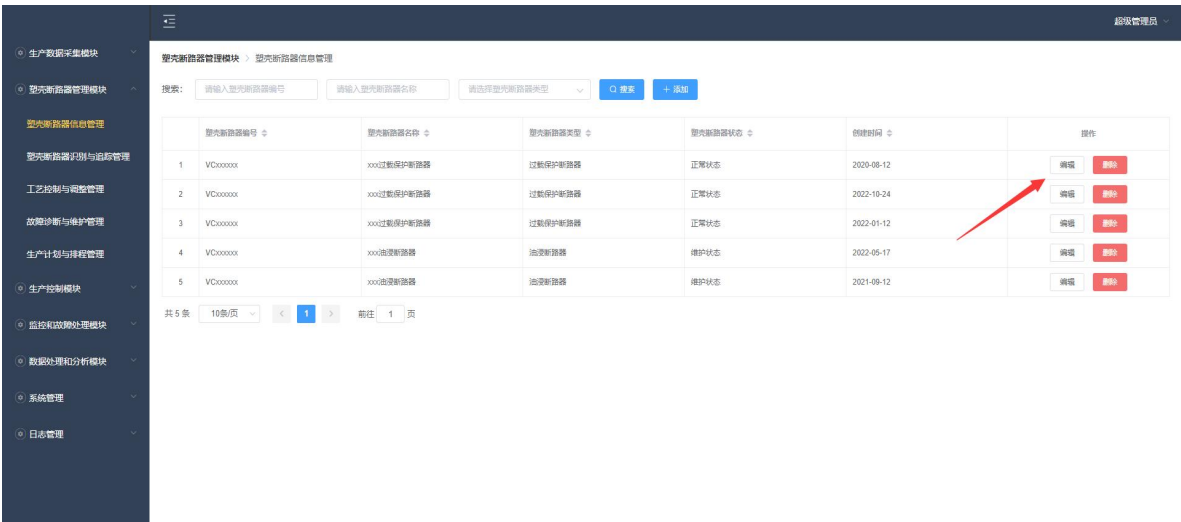 超级管理员
生产数据采集模块
塑壳断路器管理模块
塑壳断路器信息管理
塑壳断路器识别与追踪管理
工艺控制与调整管理
故障诊断与维护管理
生产计划与排程管理
生产控制模块
监控和故障处理模块
数据处理和分析模块
系统管理
日志管理
塑壳断路器管理模块 > 塑壳断路器信息管理
搜索: 请输入塑壳断路器编号 请输入塑壳断路器名称 请选择塑壳断路器类型 搜索 + 添加
塑壳断路器编号 塑壳断路器名称 塑壳断路器类型 塑壳断路器状态 创建时间 操作
1 VCxxxxxx xxx过载保护断路器 过载保护断路器 正常状态 2020-08-12 编辑 删除
2 VCxxxxxx xxx过载保护断路器 过载保护断路器 正常状态 2022-10-24 编辑 删除
3 VCxxxxxx xxx过载保护断路器 过载保护断路器 正常状态 2022-01-12 编辑 删除
4 VCxxxxxx xxx油浸断路器 油浸断路器 维护状态 2022-05-17 编辑 删除
5 VCxxxxxx xxx油浸断路器 油浸断路器 维护状态 2021-09-12 编辑 删除
共 5 条 10条/页 < 1 > 前往 1 页